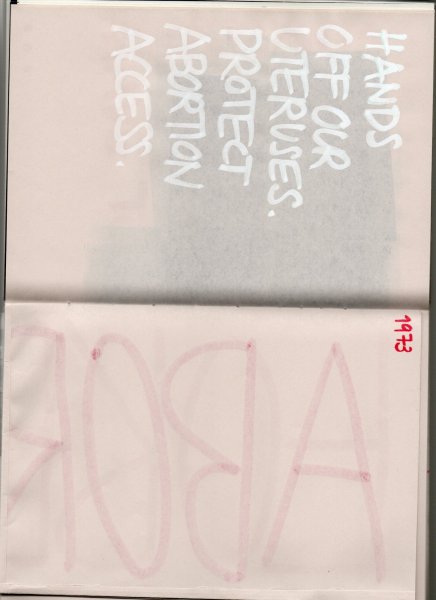 HANDS
OFF OUR
UTERUSES.
PROTECT
ABORTION
ACCESS.
1973
ABOR